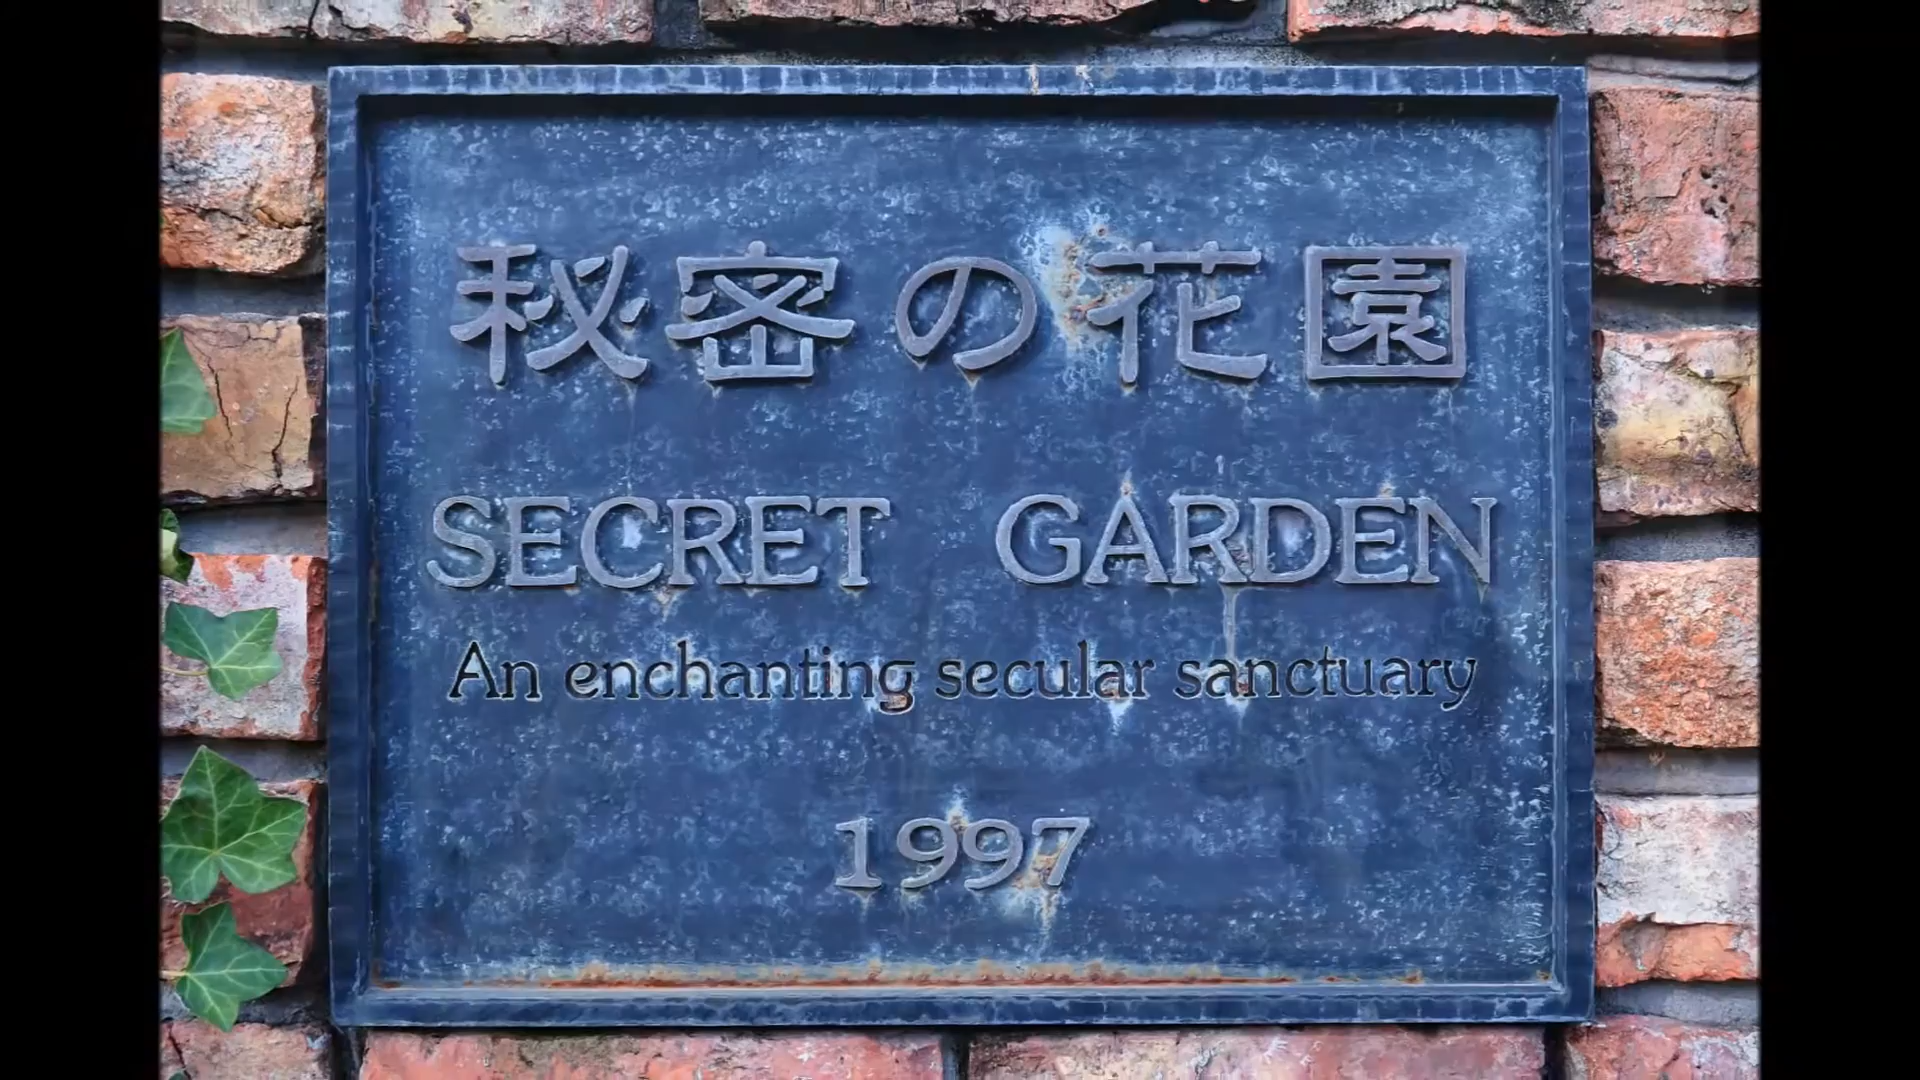 秘密の花園
SECRET GARDEN
An enchanting secular sanctuary
1997